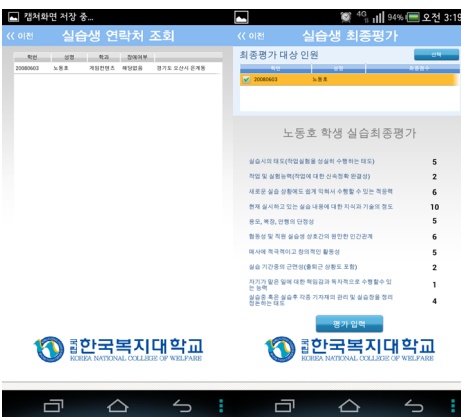 캡쳐화면 저장 중...
<< 이전 실습생 연락처 조회
학번 성명 학과 장애여부
20080603 노동호 게임컨텐츠 해당없음 경기도 오산시 은계동
국립 한국복지대학교
KOREA NATIONAL COLLEGE OF WELFARE
4G 94% 오전 3:19
<< 이전 실습생 최종평가
최종평가 대상 인원 선택
학번 성명 최종점수
20080603 노동호
노동호 학생 실습최종평가
실습시의 태도(작업실험을 성실히 수행하는 태도) 5
작업 및 실험능력(작업에 대한 신속정확 완결성) 2
새로운 실습 상황에도 쉽게 익혀서 수행할 수 있는 적응력 6
현재 실시하고 있는 실습 내용에 대한 지식과 기술의 정도 10
용모, 복장, 언행의 단정성 5
협동성 및 직원 실습생 상호간의 원만한 인간관계 6
매사에 적극적이고 창의적인 활동성 5
실습 기간중의 근면성(출퇴근 상황도 포함) 2
자기가 맡은 일에 대한 책임감과 독자적으로 수행할수 있
는 능력 1
실습중 혹은 실습후 각종 기자재의 관리 및 실습장을 정리
정돈하는 태도 4
평가 입력
국립 한국복지대학교
KOREA NATIONAL COLLEGE OF WELFARE